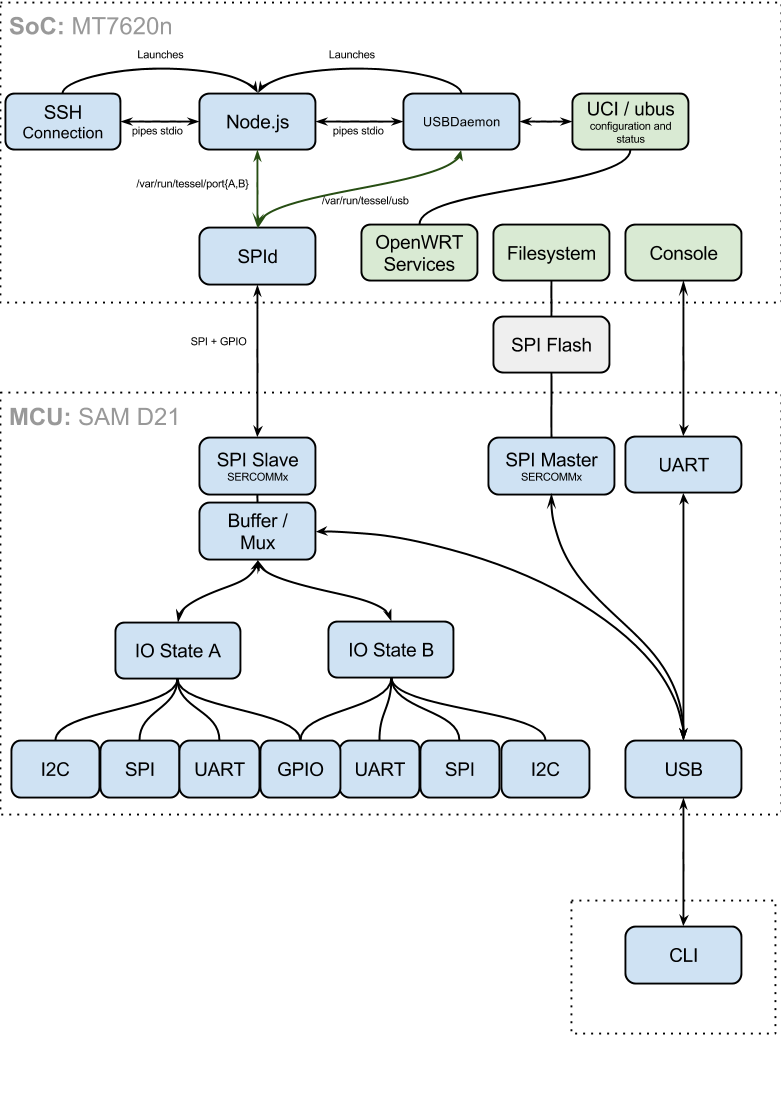 SoC: MT7620n
Launches
Launches
SSH
Connection
pipes stdio
Node.js
pipes stdio
USBDaemon
UCI / ubus
configuration and
status
/var/run/tessel/port{A,B}
/var/run/tessel/usb
SPId
OpenWRT
Services
Filesystem
Console
SPI + GPIO
SPI Flash
MCU: SAM D21
SPI Slave
SERCOMMx
SPI Master
SERCOMMx
UART
Buffer /
Mux
IO State A
IO State B
I2C
SPI
UART
GPIO
UART
SPI
I2C
USB
CLI